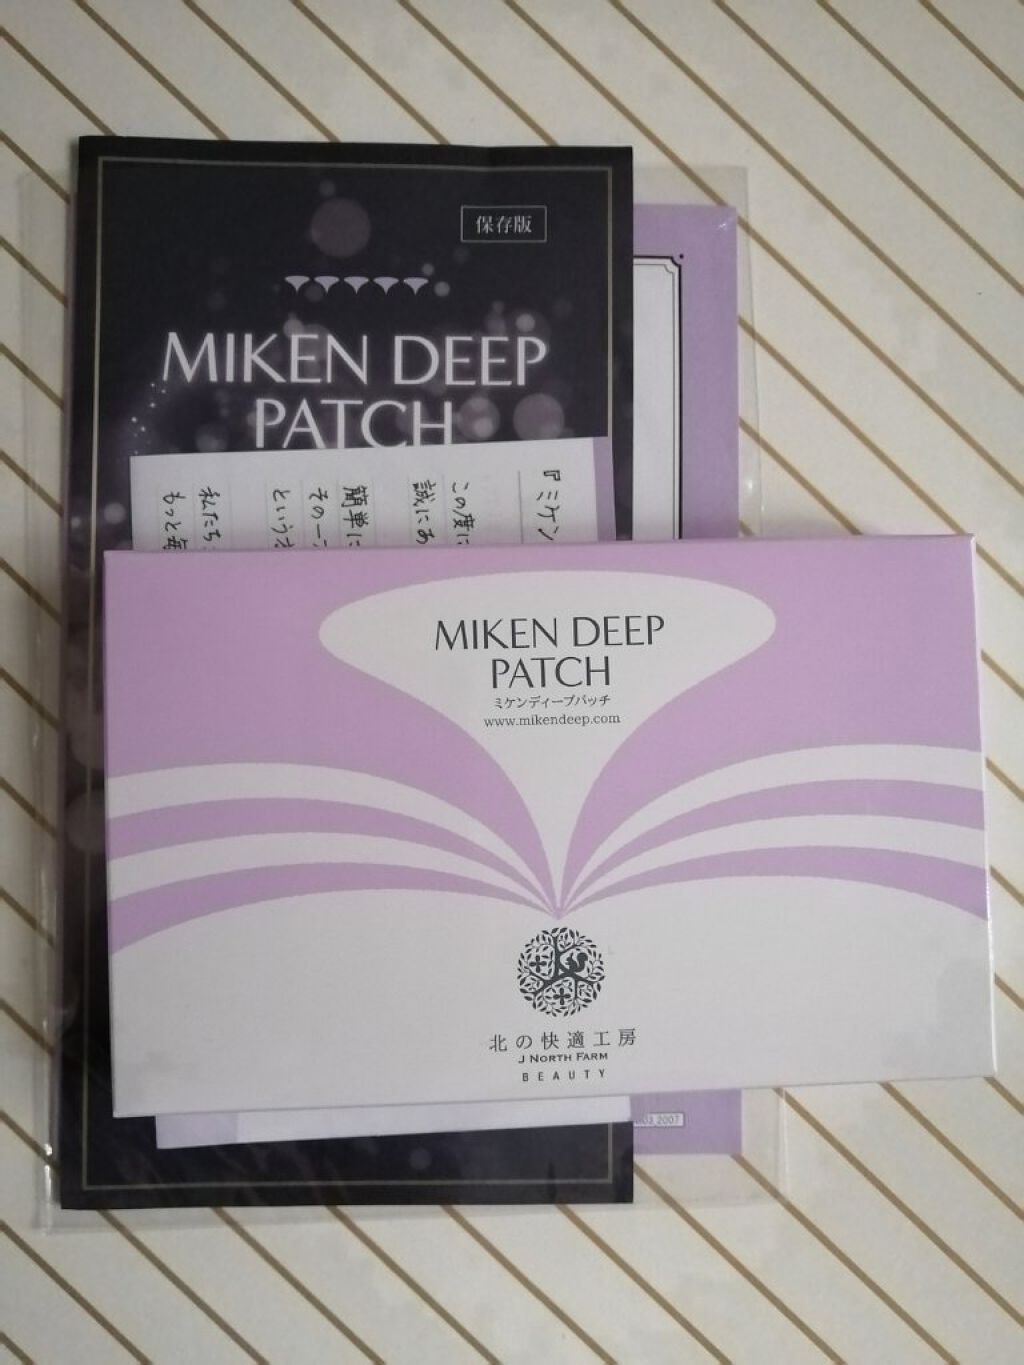 保存版
MIKEN DEEP
PATCH
『ミケン
この度
誠にあ
簡単に
その一
という
私たち
もっと毎
MIKEN DEEP
PATCH
ミケンディープパッチ
www.mikendeep.com
北の快適工房
J NORTH FARM
BEAUTY
2007